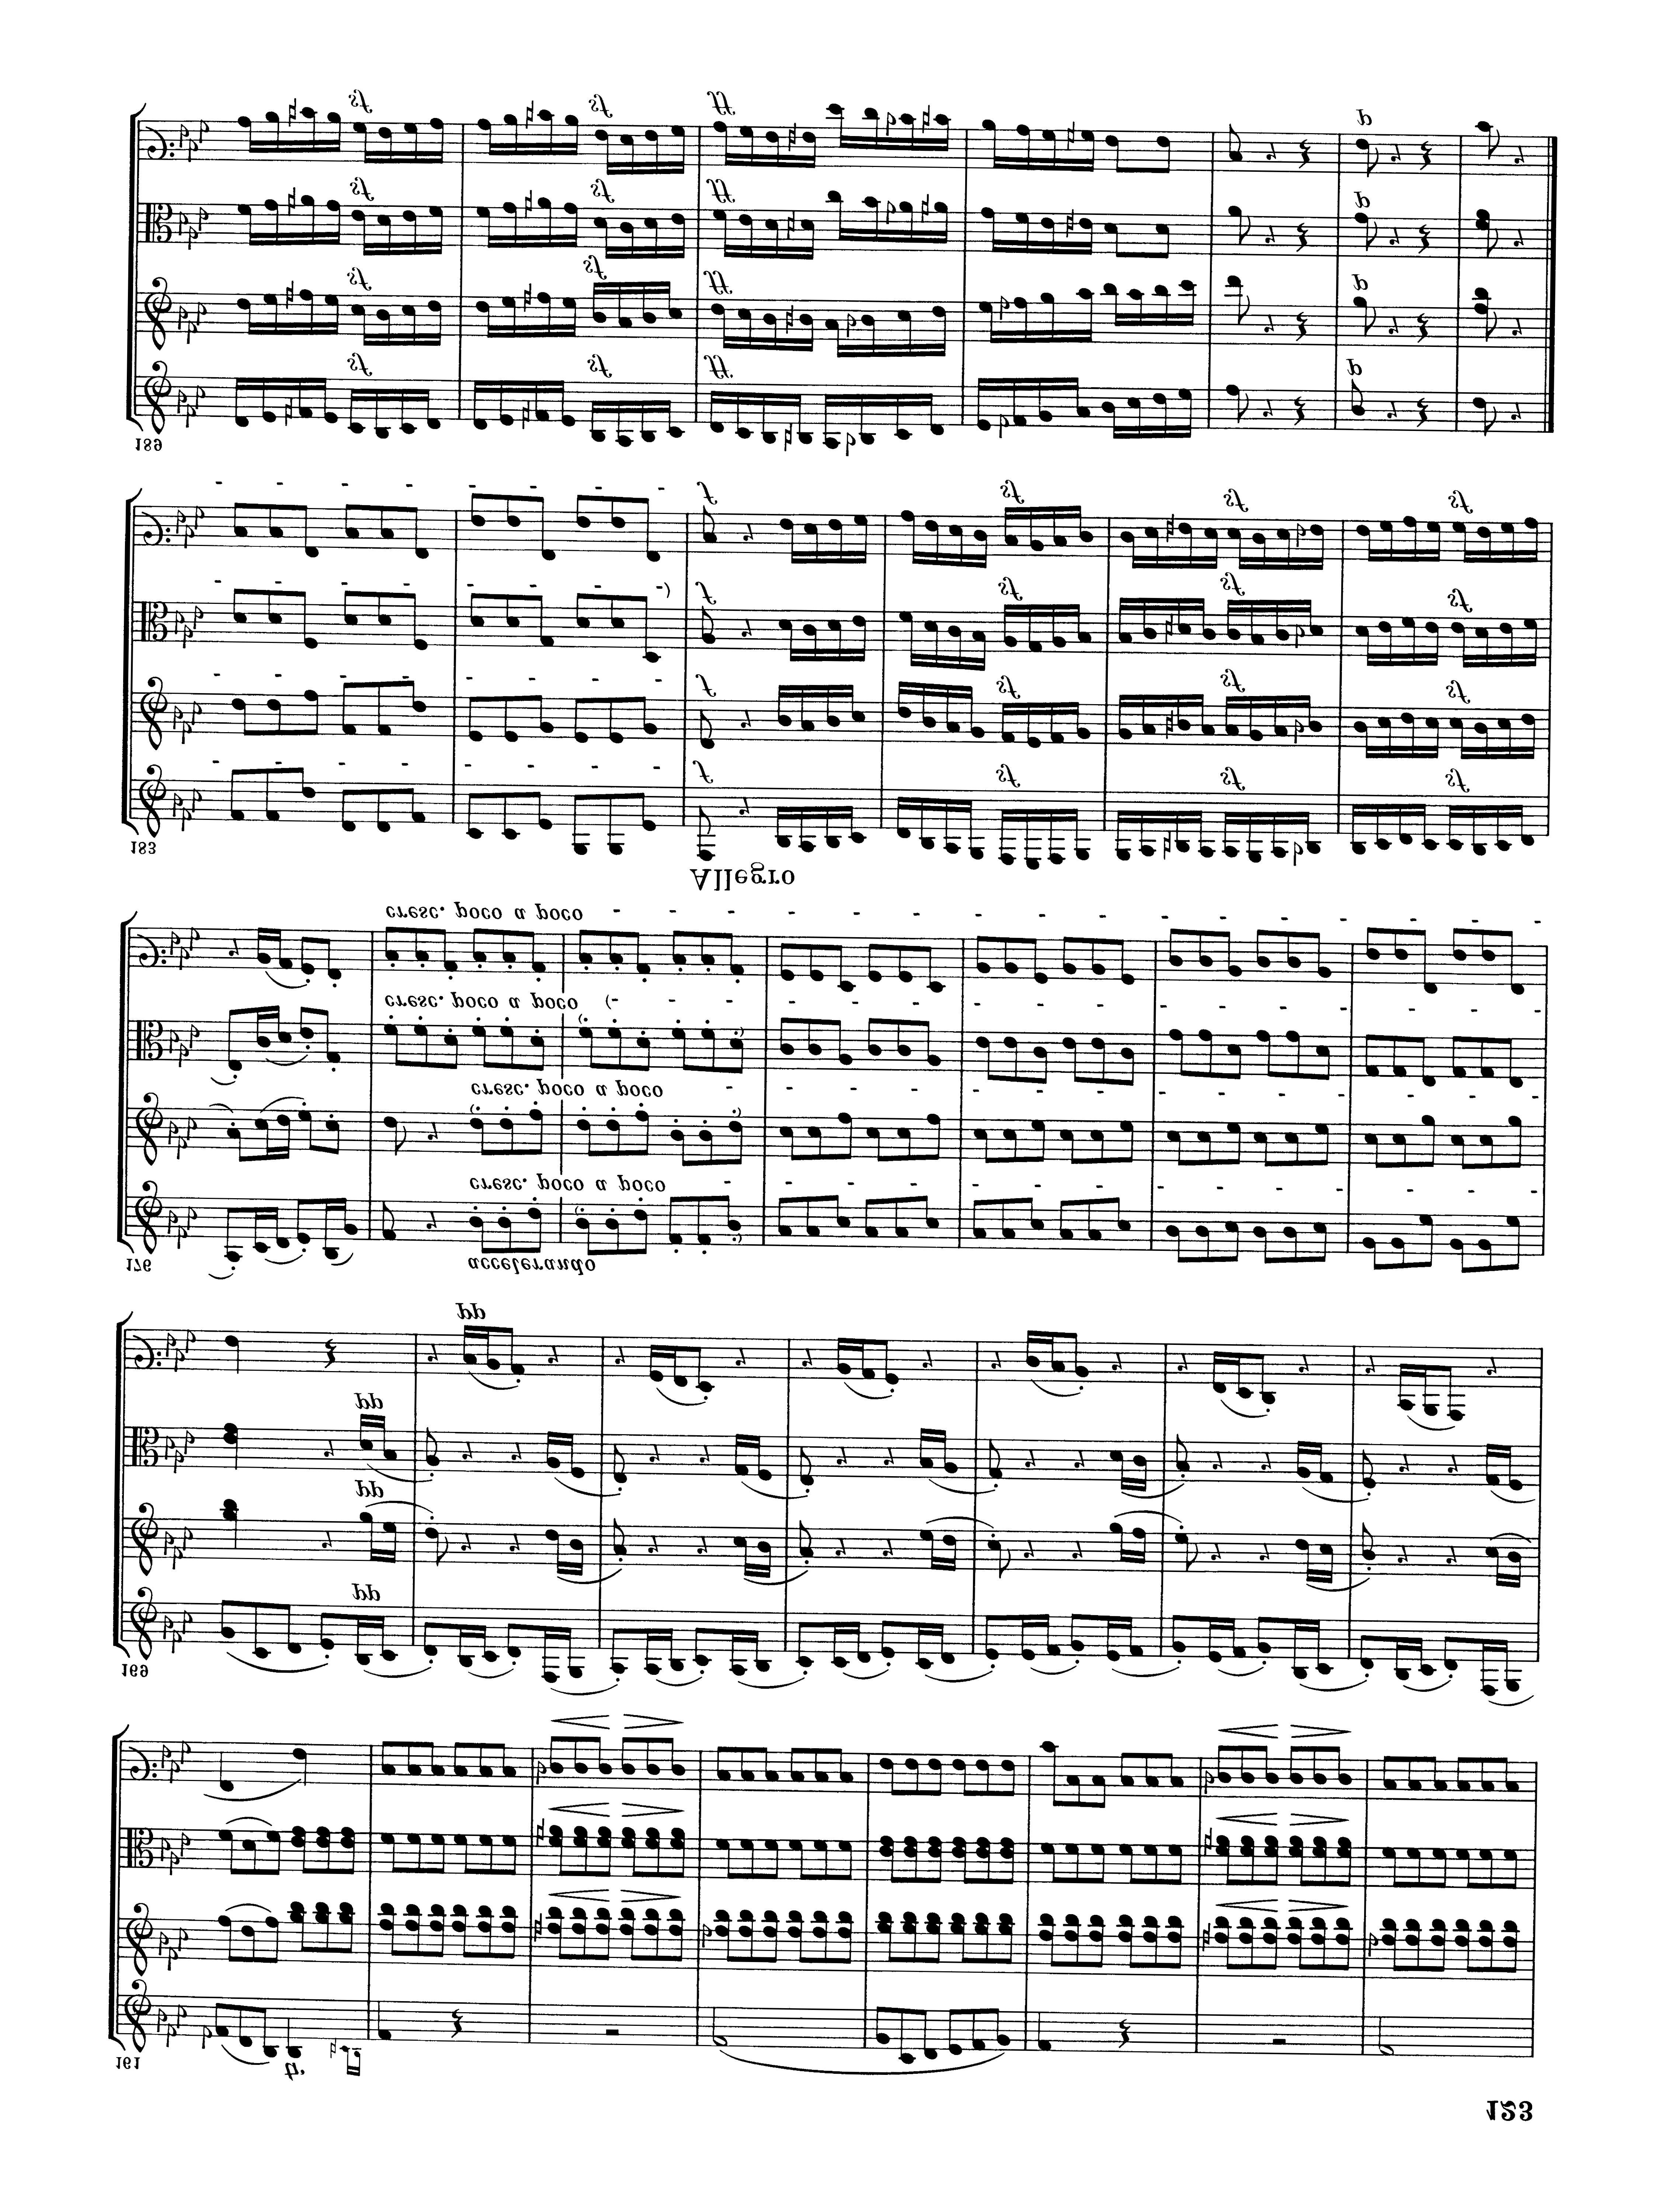 123
161
tr.
169
pp
pp
pp
pp
176
accelerando
cresc. poco a poco - - - - - - -
cresc. poco a poco - - - - - - -
cresc. poco a poco (- - - - - - - -
cresc. poco a poco - - - - - - - -
Allegro
183
- - - - - - - - f sf sf sf
- - - - - - - - f sf sf sf
- - - - - - - -) f sf sf sf
- - - - - - - - f sf sf sf
189
sf sf ff. p
sf sf ff p
sf sf ff p
sf sf ff p